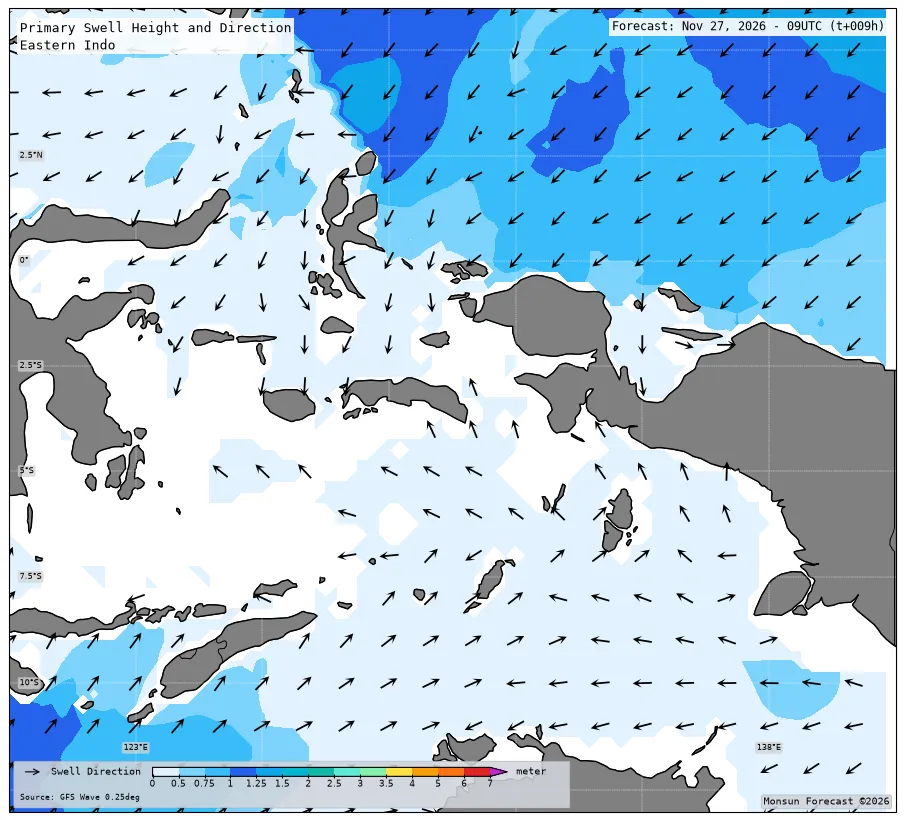 Primary Swell Height and Direction
Eastern Indo
Forecast: Nov 27, 2026 - 09UTC (t+009h)
2.5°N
0°
2.5°S
5°S
7.5°S
10°S
123°E
138°E
Swell Direction
meter
0 0.5 0.75 1 1.25 1.5 2 2.5 3 3.5 4 5 6 7
Source: GFS Wave 0.25deg
Monsun Forecast ©2026